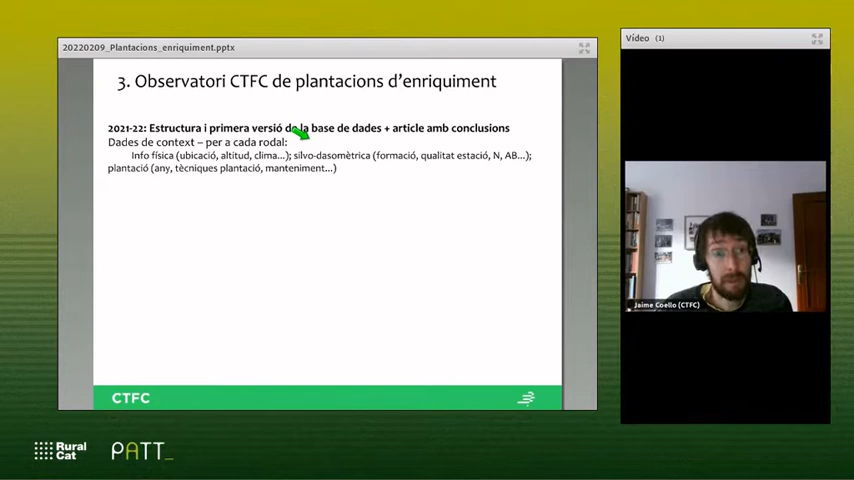 20220209_Plantacions_enriquiment.pptx
3. Observatori CTFC de plantacions d'enriquiment
2021-22: Estructura i primera versió de la base de dades + article amb conclusions
Dades de context – per a cada rodal:
Info física (ubicació, altitud, clima...); silvo-dasomètrica (formació, qualitat estació, N, AB...);
plantació (any, tècniques plantació, manteniment...)
CTFC
Vídeo (1)
Jaime Coello (CTFC)
Rural
Cat
PATT_